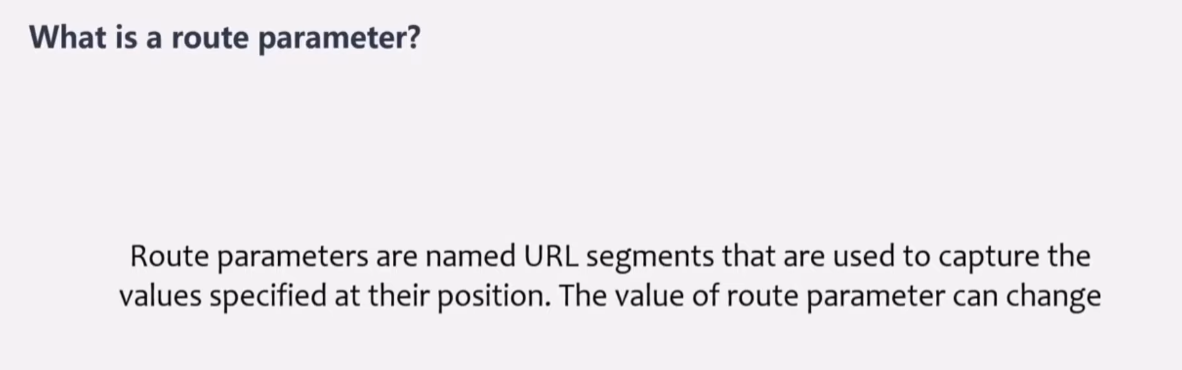 What is a route parameter?
Route parameters are named URL segments that are used to capture the
values specified at their position. The value of route parameter can change